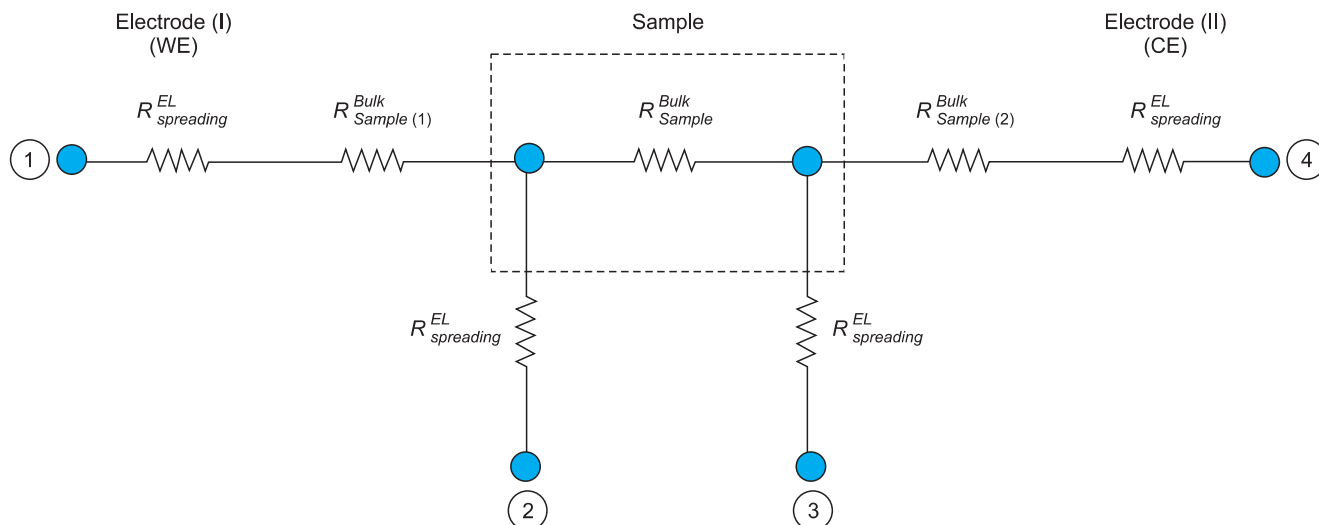 Electrode (I)
(WE)
Sample
Electrode (II)
(CE)
R EL spreading
R Bulk Sample (1)
R Bulk Sample
R Bulk Sample (2)
R EL spreading
1
4
R EL spreading
R EL spreading
2
3